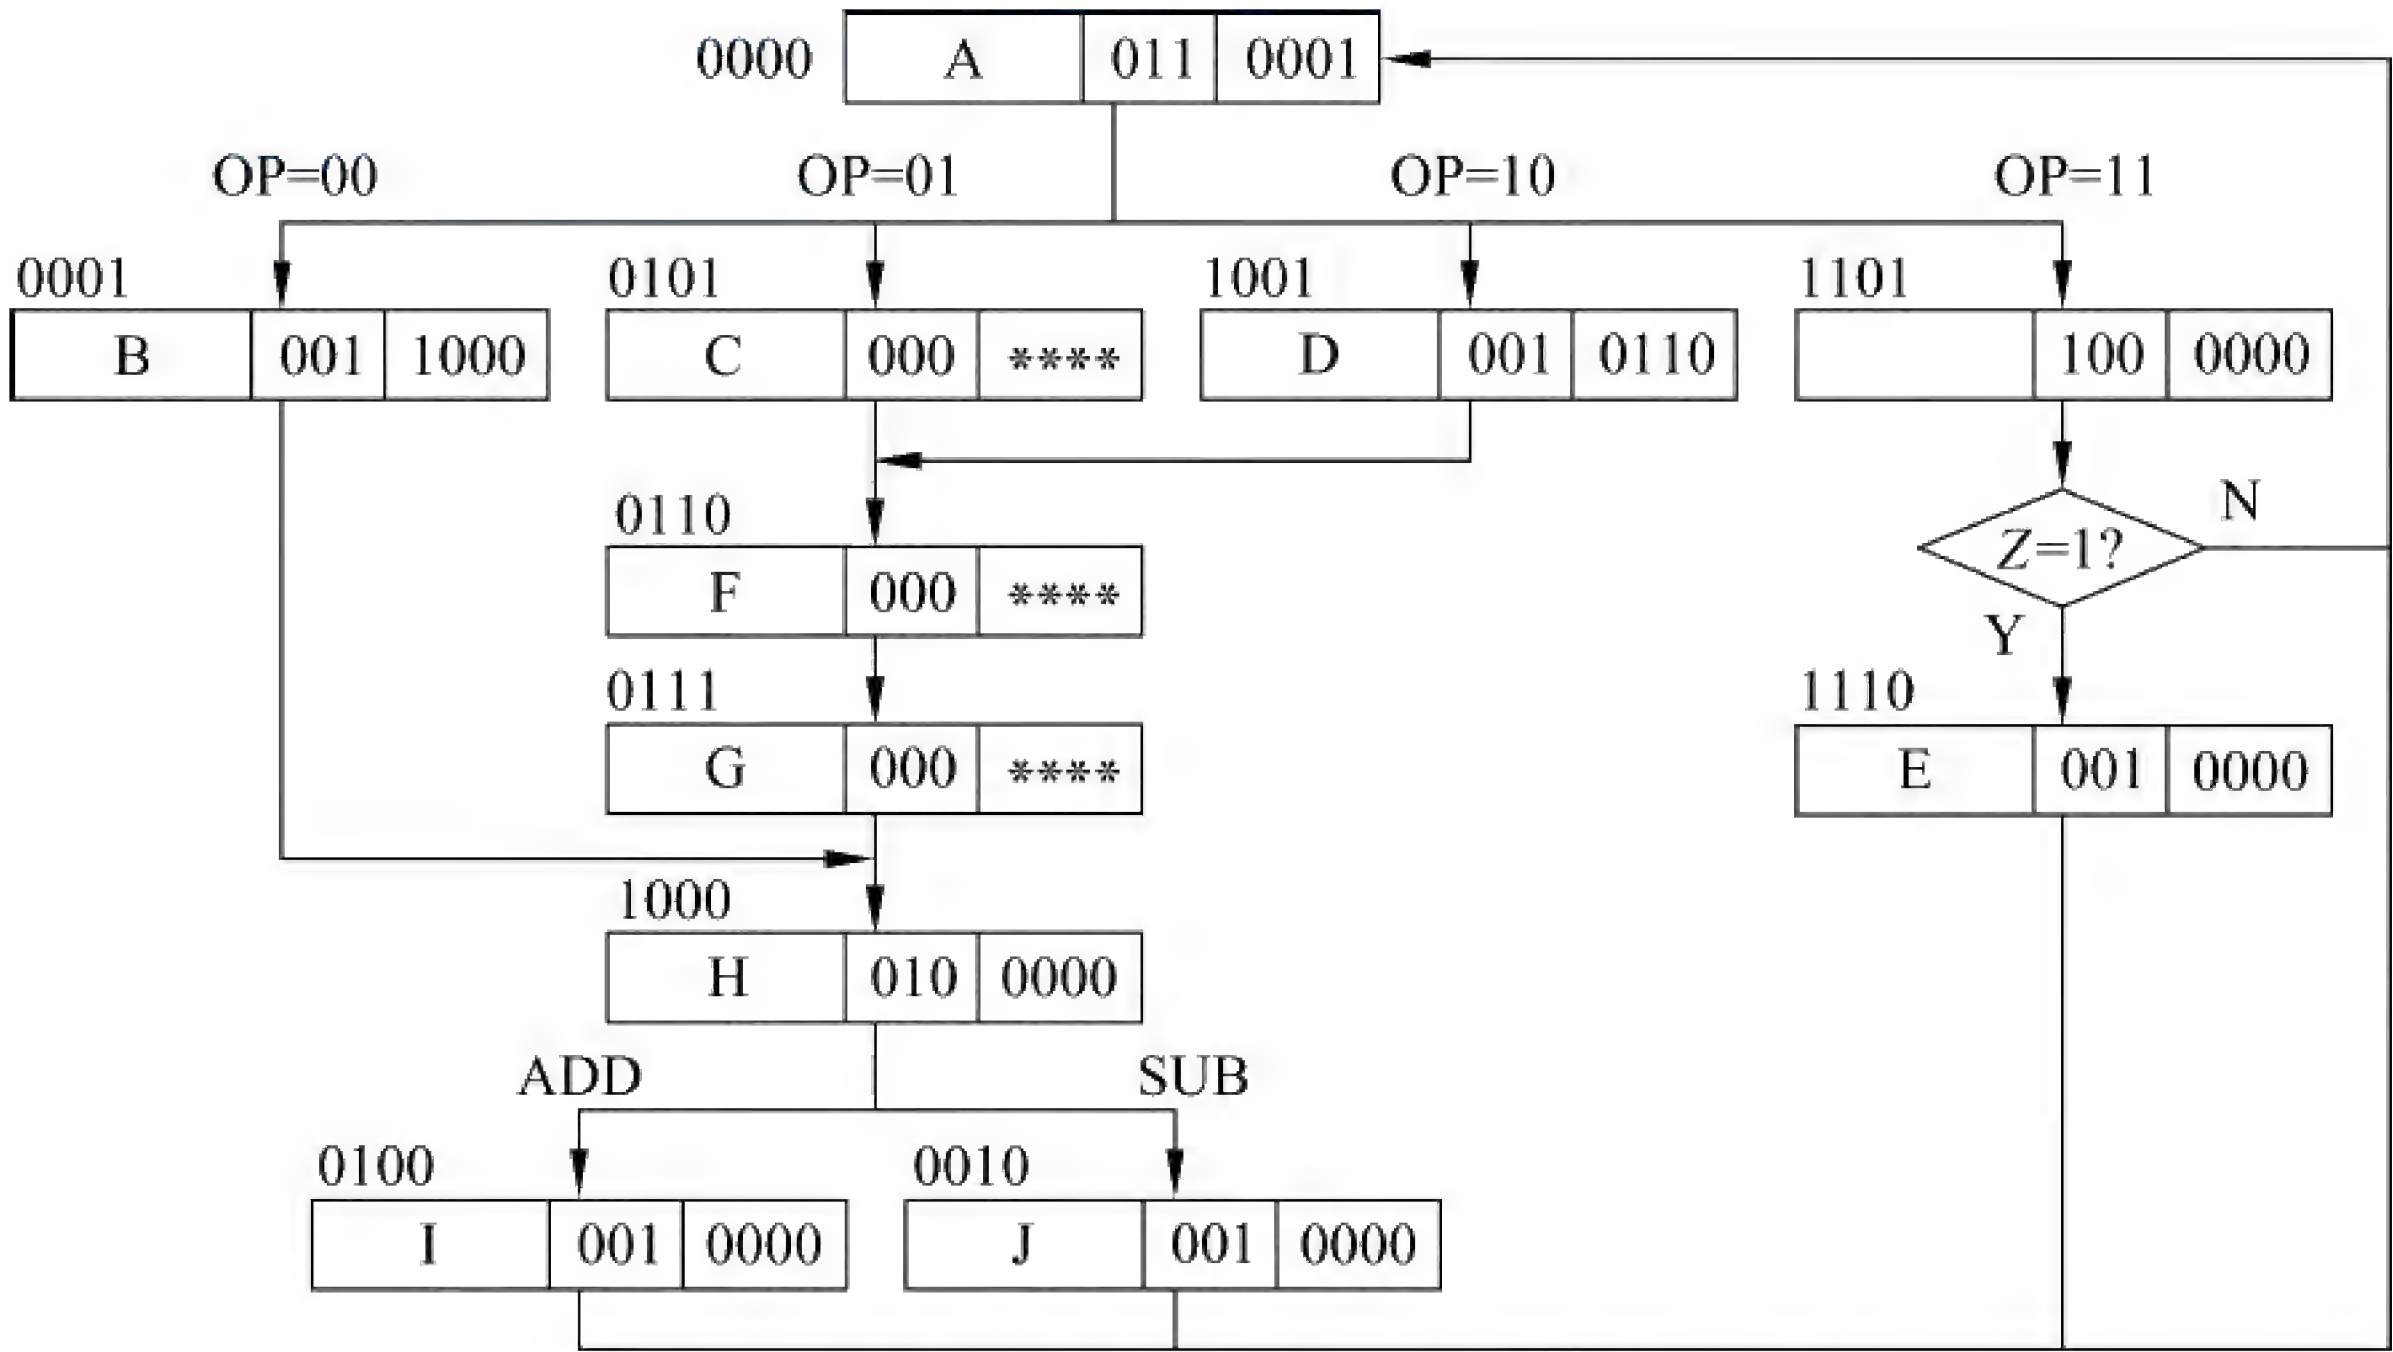 0000 A 011 0001
OP=00 OP=01 OP=10 OP=11
0001 0101 1001 1101
B 001 1000 C 000 **** D 001 0110 100 0000
0110 N
F 000 **** Z=1?
Y
0111 1110
G 000 **** E 001 0000
1000
H 010 0000
ADD SUB
0100 0010
I 001 0000 J 001 0000